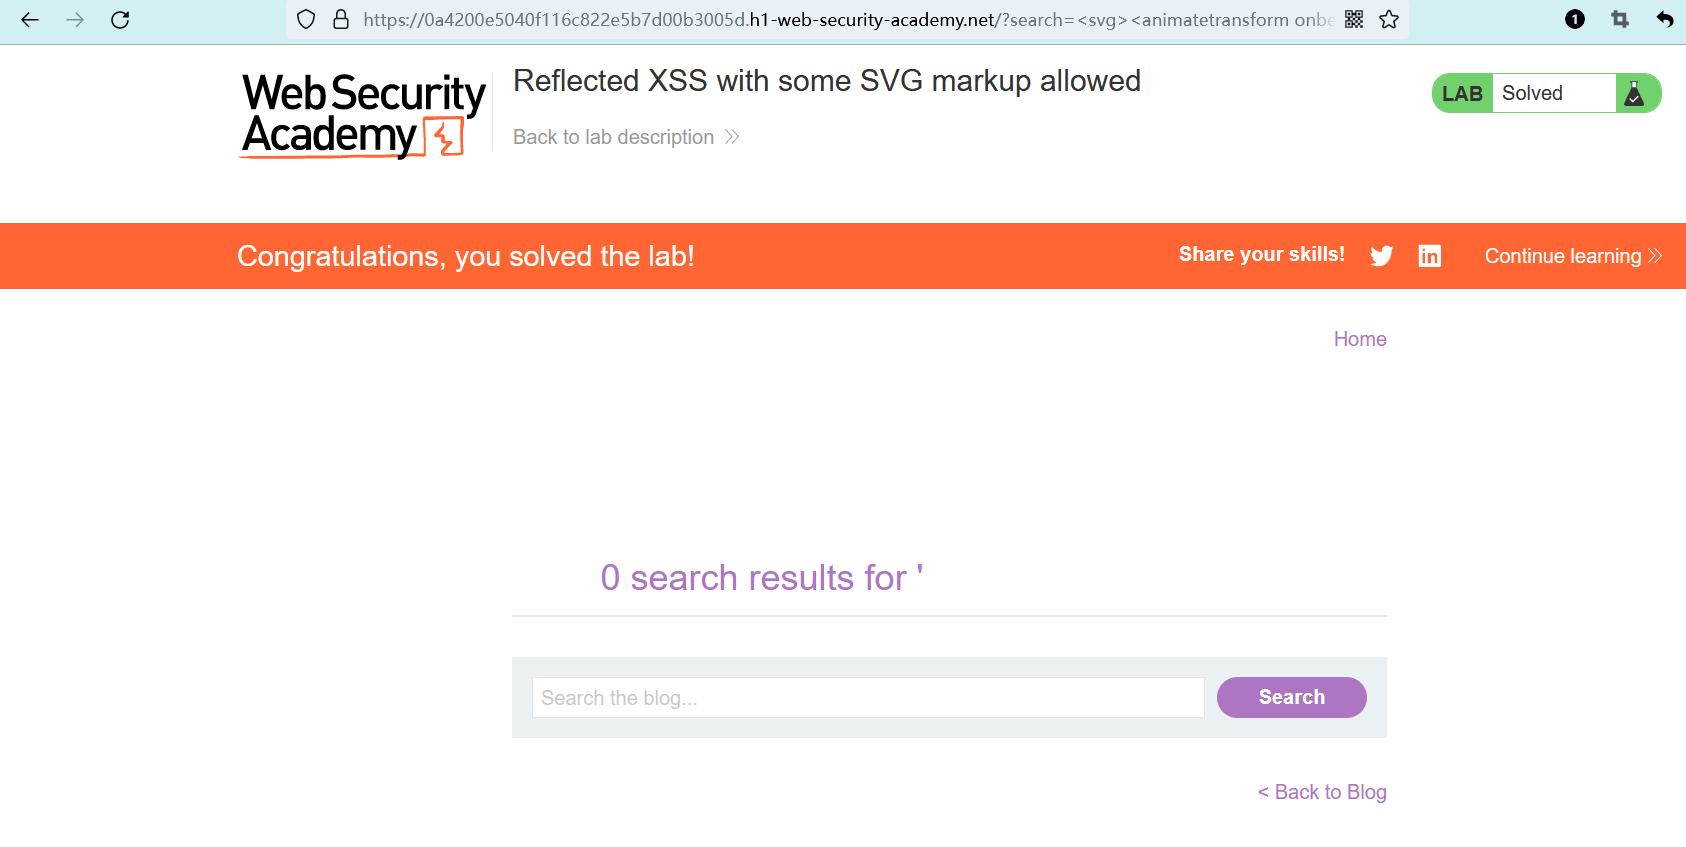 https://0a4200e5040f116c822e5b7d00b3005d.h1-web-security-academy.net/?search=<svg><animatetransform onbe
1
Web Security
Academy
Reflected XSS with some SVG markup allowed
Back to lab description
LAB Solved
Congratulations, you solved the lab!
Share your skills!
in
Continue learning
Home
0 search results for '
Search the blog...
Search
< Back to Blog